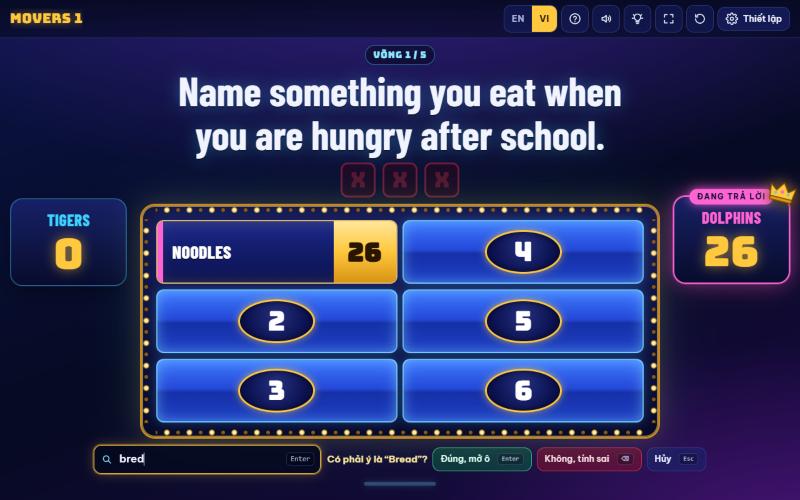 MOVERS 1
EN VI Thiết lập
VÒNG 1 / 5
Name something you eat when
you are hungry after school.
X X X
ĐANG TRẢ LỜI
TIGERS
0
DOLPHINS
26
NOODLES 26
4
2
5
3
6
bred Enter
Có phải ý là “Bread”? Đúng, mở ô Enter Không, tính sai ⌫ Hủy Esc